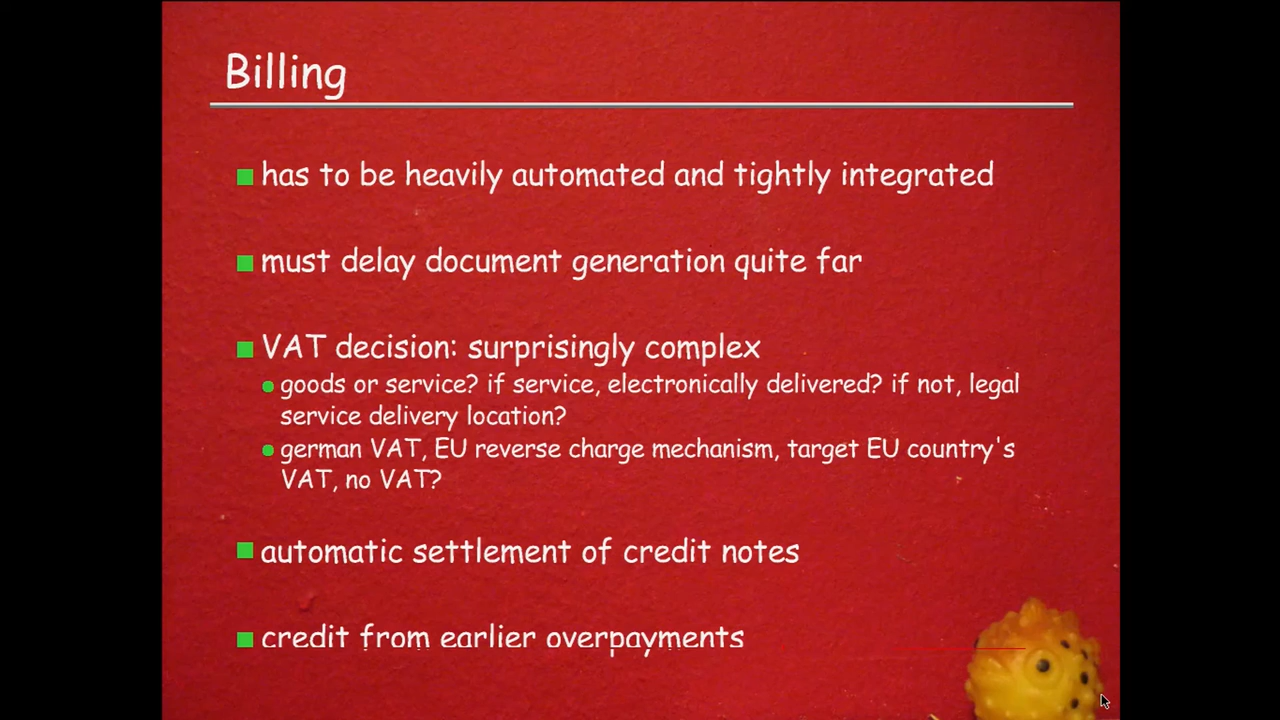 Billing
has to be heavily automated and tightly integrated
must delay document generation quite far
VAT decision: surprisingly complex
goods or service? if service, electronically delivered? if not, legal
service delivery location?
german VAT, EU reverse charge mechanism, target EU country's
VAT, no VAT?
automatic settlement of credit notes
credit from earlier overpayments